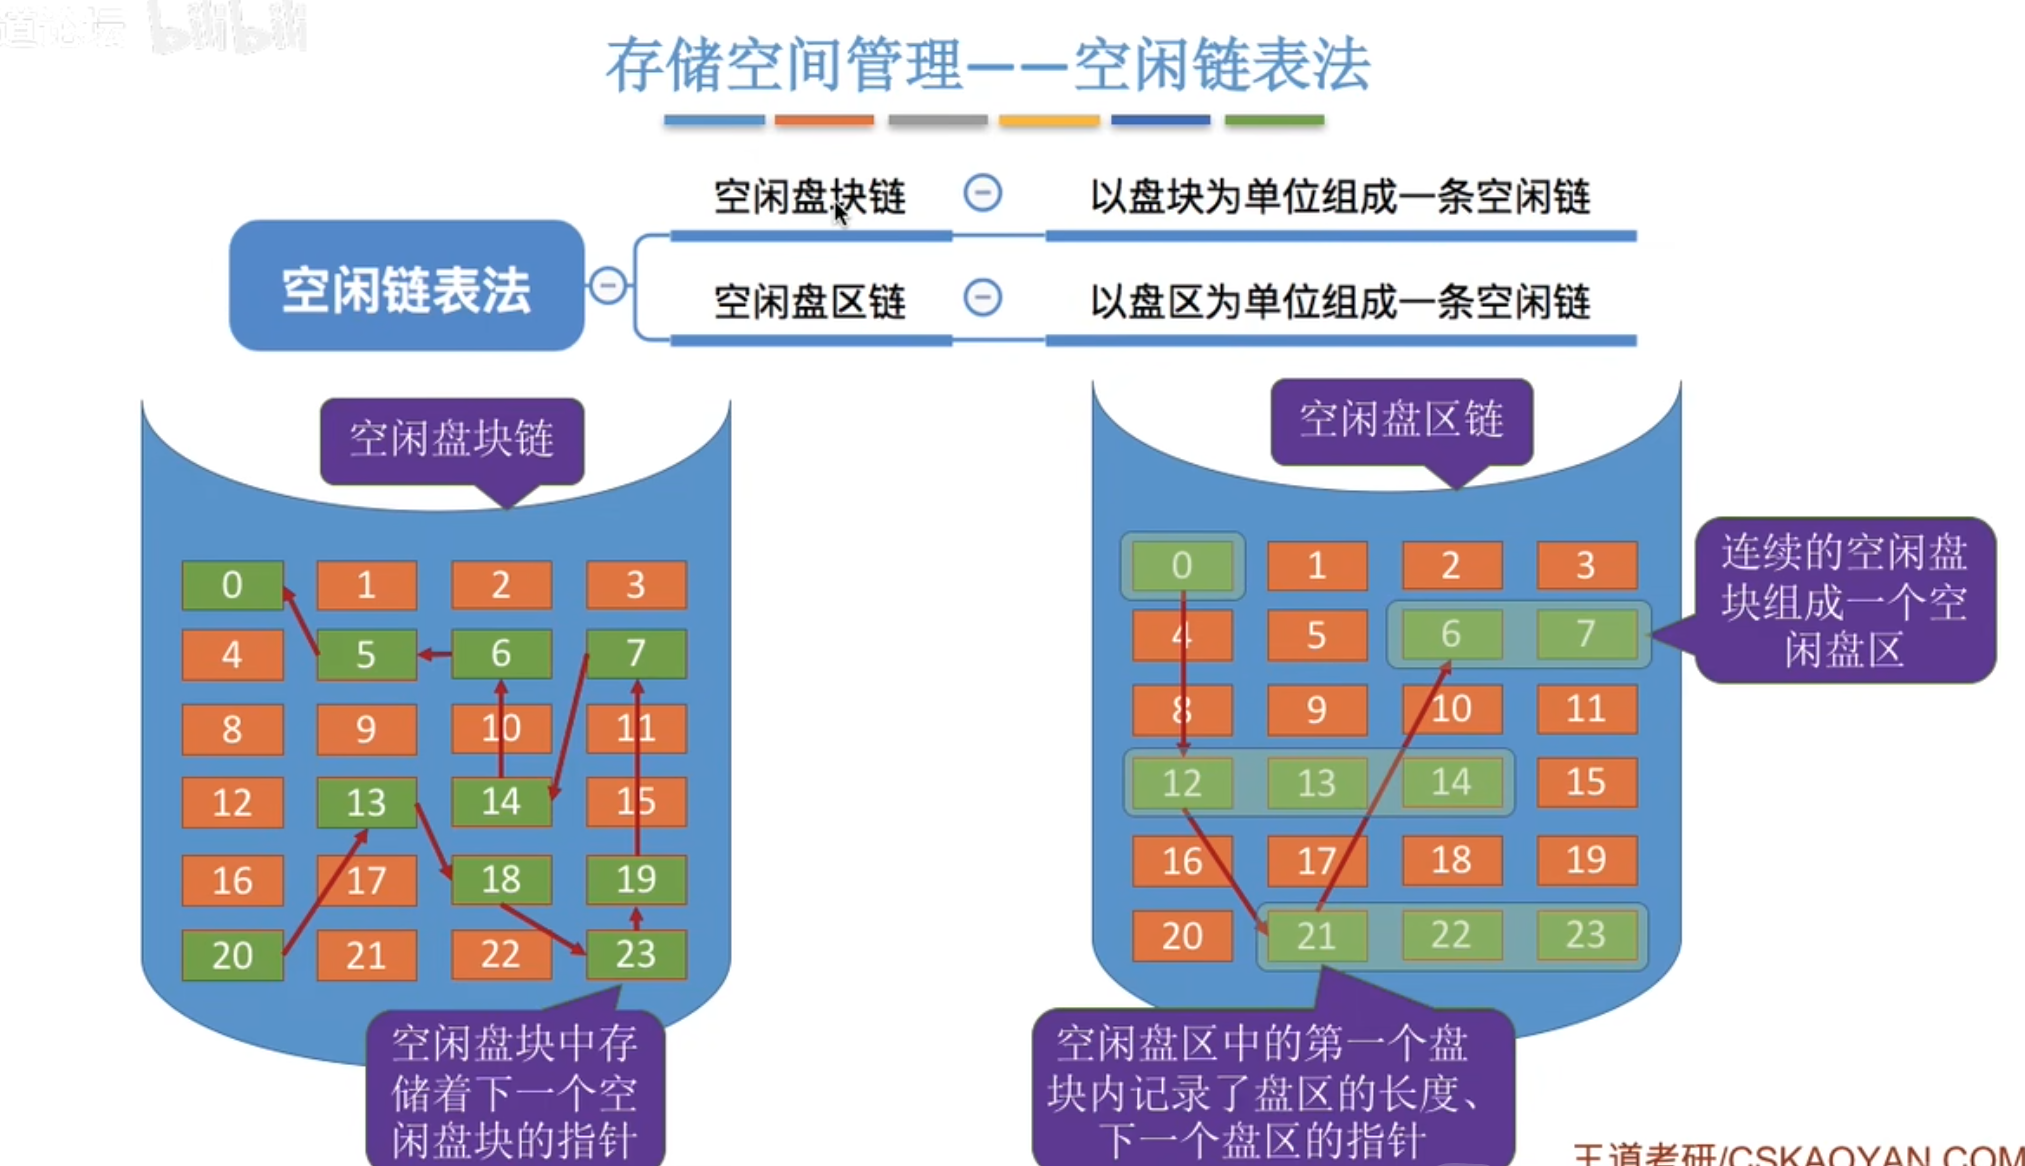 道论坛 bilibili
存储空间管理——空闲链表法
空闲链表法
空闲盘块链
以盘块为单位组成一条空闲链
空闲盘区链
以盘区为单位组成一条空闲链
空闲盘块链
0 1 2 3
4 5 6 7
8 9 10 11
12 13 14 15
16 17 18 19
20 21 22 23
空闲盘块中存
储着下一个空
闲盘块的指针
空闲盘区链
0 1 2 3
4 5 6 7
8 9 10 11
12 13 14 15
16 17 18 19
20 21 22 23
连续的空闲盘
块组成一个空
闲盘区
空闲盘区中的第一个盘
块内记录了盘区的长度、
下一个盘区的指针
王道考研/CSKAOYAN.COM